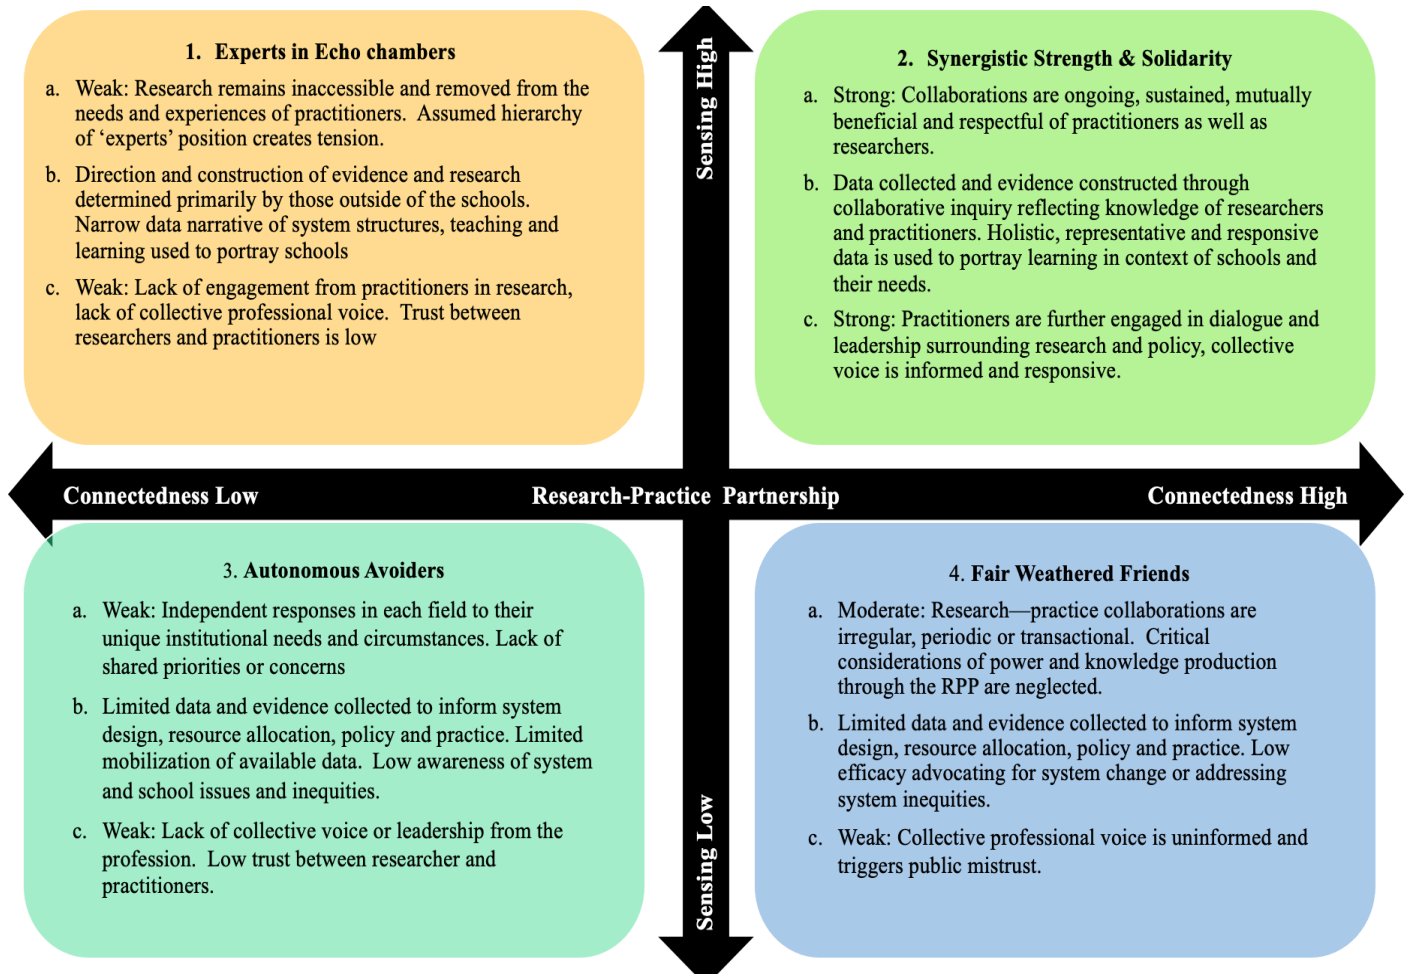 1. Experts in Echo chambers
a. Weak: Research remains inaccessible and removed from the
needs and experiences of practitioners. Assumed hierarchy
of ‘experts’ position creates tension.
b. Direction and construction of evidence and research
determined primarily by those outside of the schools.
Narrow data narrative of system structures, teaching and
learning used to portray schools
c. Weak: Lack of engagement from practitioners in research,
lack of collective professional voice. Trust between
researchers and practitioners is low
Sensing High
2. Synergistic Strength & Solidarity
a. Strong: Collaborations are ongoing, sustained, mutually
beneficial and respectful of practitioners as well as
researchers.
b. Data collected and evidence constructed through
collaborative inquiry reflecting knowledge of researchers
and practitioners. Holistic, representative and responsive
data is used to portray learning in context of schools and
their needs.
c. Strong: Practitioners are further engaged in dialogue and
leadership surrounding research and policy, collective
voice is informed and responsive.
Connectedness Low
Research-Practice Partnership
Connectedness High
3. Autonomous Avoiders
a. Weak: Independent responses in each field to their
unique institutional needs and circumstances. Lack of
shared priorities or concerns
b. Limited data and evidence collected to inform system
design, resource allocation, policy and practice. Limited
mobilization of available data. Low awareness of system
and school issues and inequities.
c. Weak: Lack of collective voice or leadership from the
profession. Low trust between researcher and
practitioners.
Sensing Low
4. Fair Weathered Friends
a. Moderate: Research—practice collaborations are
irregular, periodic or transactional. Critical
considerations of power and knowledge production
through the RPP are neglected.
b. Limited data and evidence collected to inform system
design, resource allocation, policy and practice. Low
efficacy advocating for system change or addressing
system inequities.
c. Weak: Collective professional voice is uninformed and
triggers public mistrust.